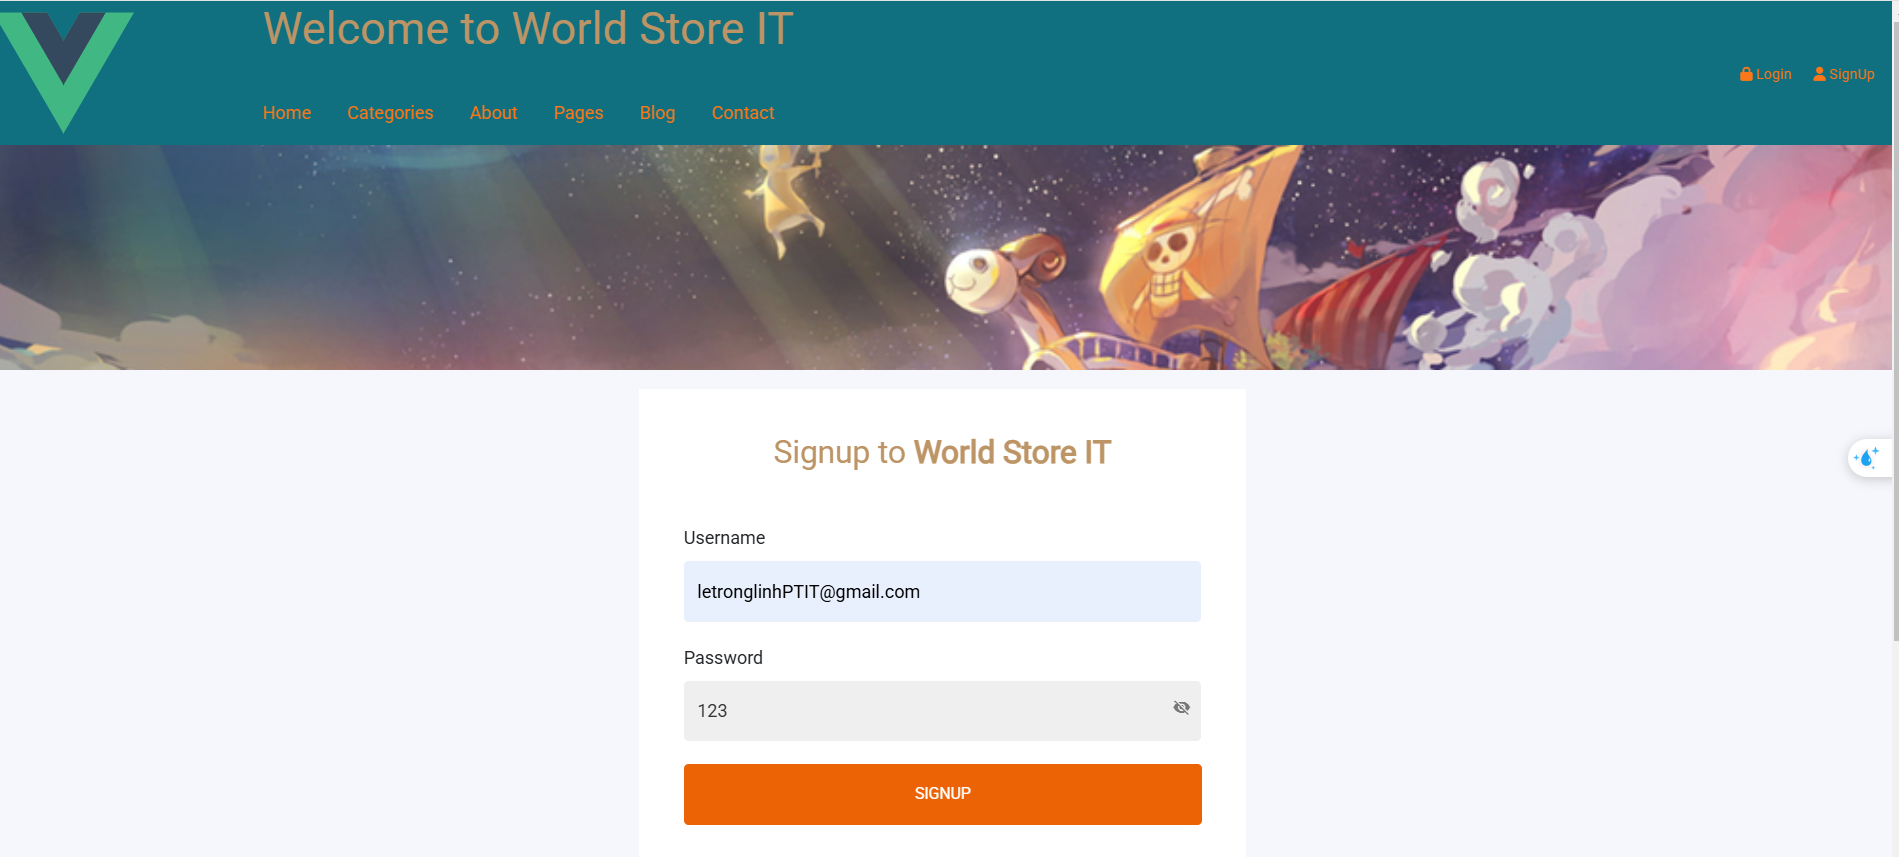 Welcome to World Store IT
Login SignUp
Home Categories About Pages Blog Contact
Signup to World Store IT
Username
letronglinhPTIT@gmail.com
Password
123
SIGNUP